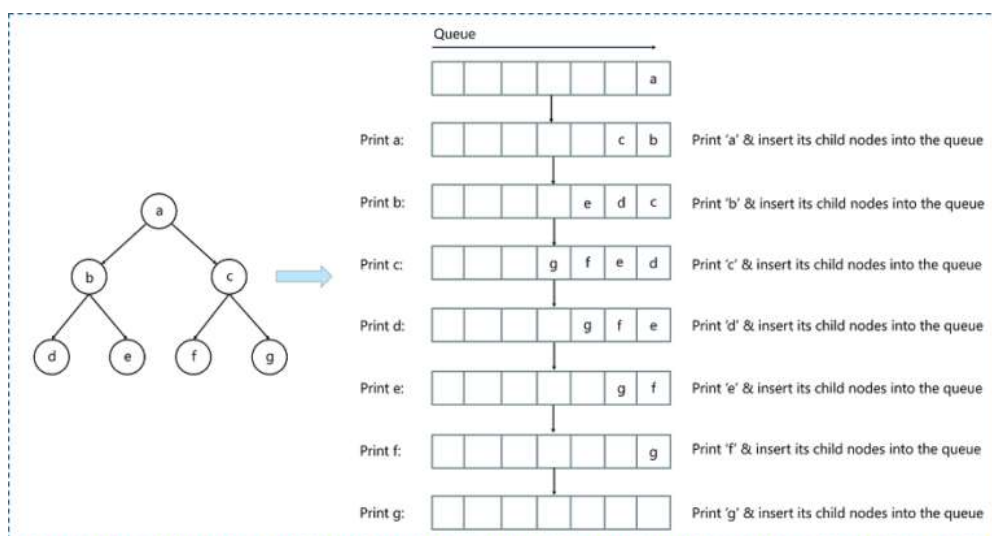 Queue
a
Print a: c b Print 'a' & insert its child nodes into the queue
Print b: e d c Print 'b' & insert its child nodes into the queue
a
Print c: g f e d Print 'c' & insert its child nodes into the queue
b c
Print d: g f e Print 'd' & insert its child nodes into the queue
d e f g
Print e: g f Print 'e' & insert its child nodes into the queue
Print f: g Print 'f' & insert its child nodes into the queue
Print g: Print 'g' & insert its child nodes into the queue